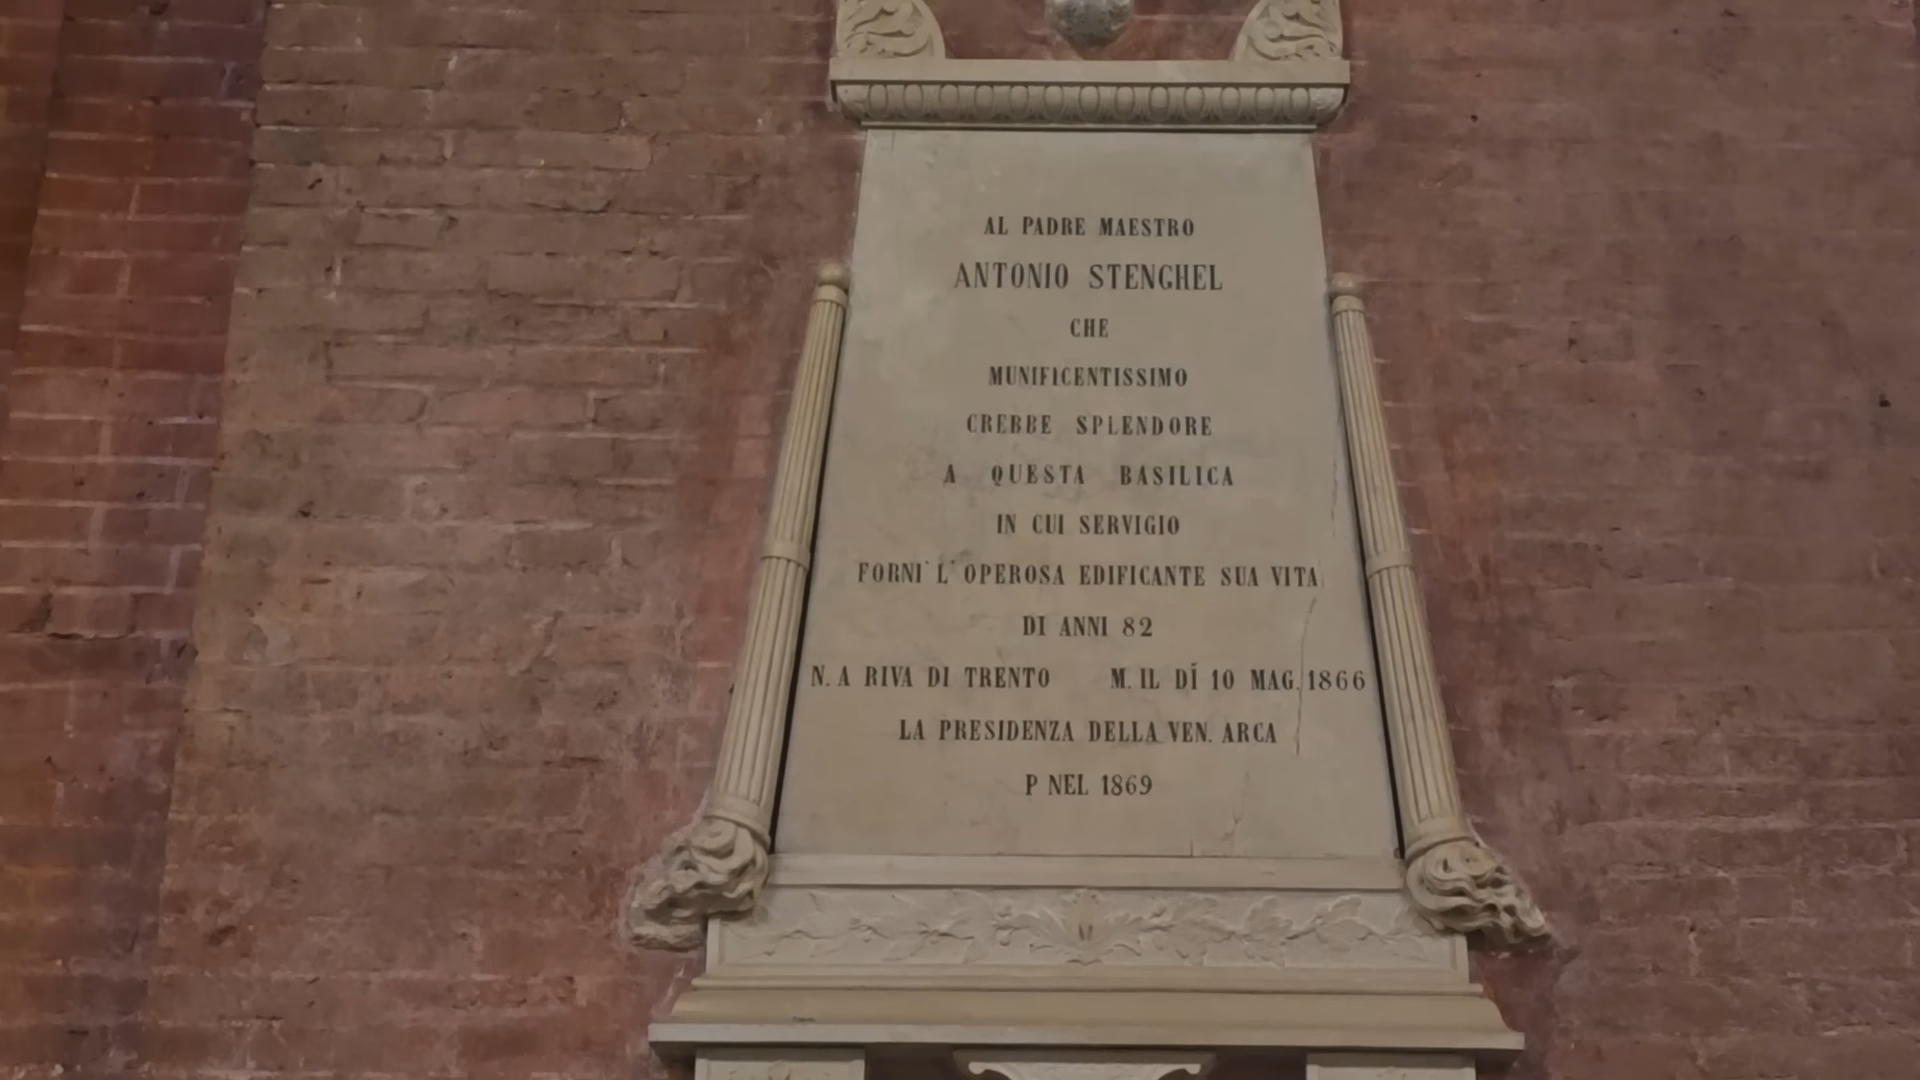 AL PADRE MAESTRO
ANTONIO STENGHEL
CHE
MUNIFICENTISSIMO
CREBBE SPLENDORE
A QUESTA BASILICA
IN CUI SERVIGIO
FORNI` L'OPEROSA EDIFICANTE SUA VITA
DI ANNI 82
N. A RIVA DI TRENTO M. IL DÌ 10 MAG. 1866
LA PRESIDENZA DELLA VEN. ARCA
P NEL 1869